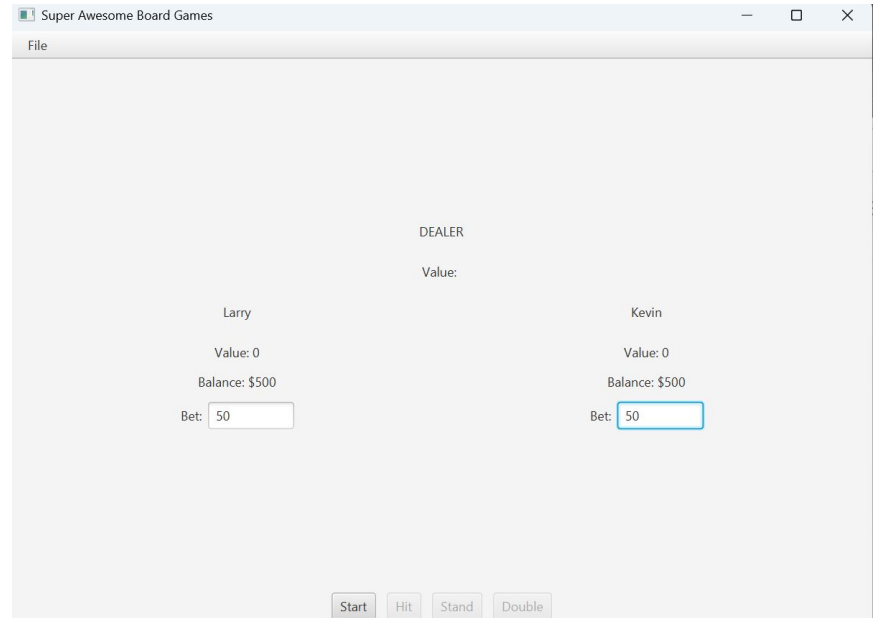 Super Awesome Board Games
File
DEALER
Value:
Larry
Kevin
Value: 0
Value: 0
Balance: $500
Balance: $500
Bet: 50
Bet: 50
Start Hit Stand Double